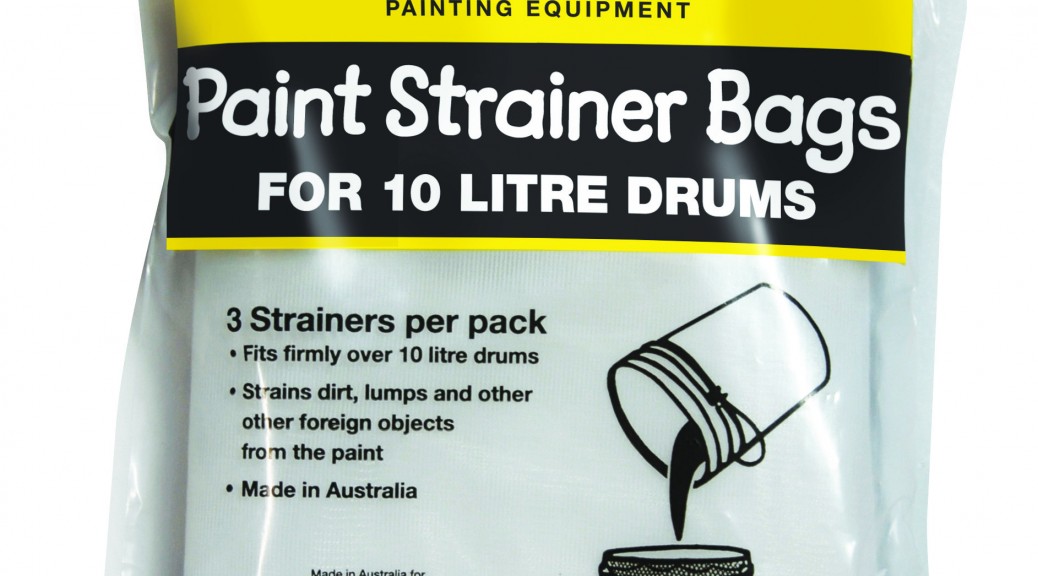 PAINTING EQUIPMENT
Paint Strainer Bags
FOR 10 LITRE DRUMS
3 Strainers per pack
• Fits firmly over 10 litre drums
• Strains dirt, lumps and other
other foreign objects
from the paint
• Made in Australia
Made in Australia for